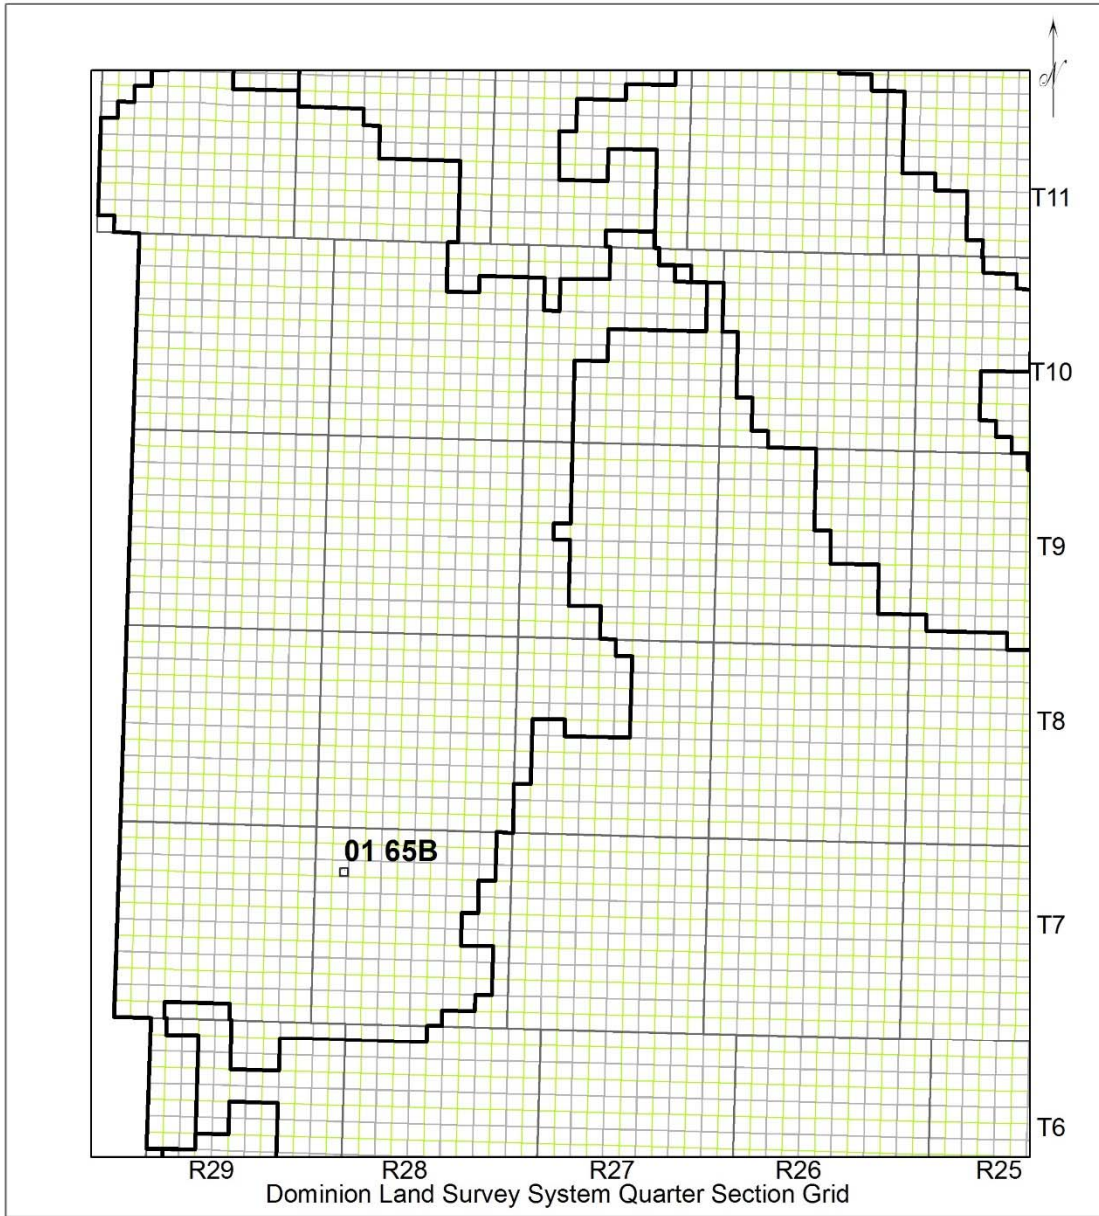 N
T11
T10
T9
T8
01 65B
T7
T6
R29 R28 R27 R26 R25
Dominion Land Survey System Quarter Section Grid